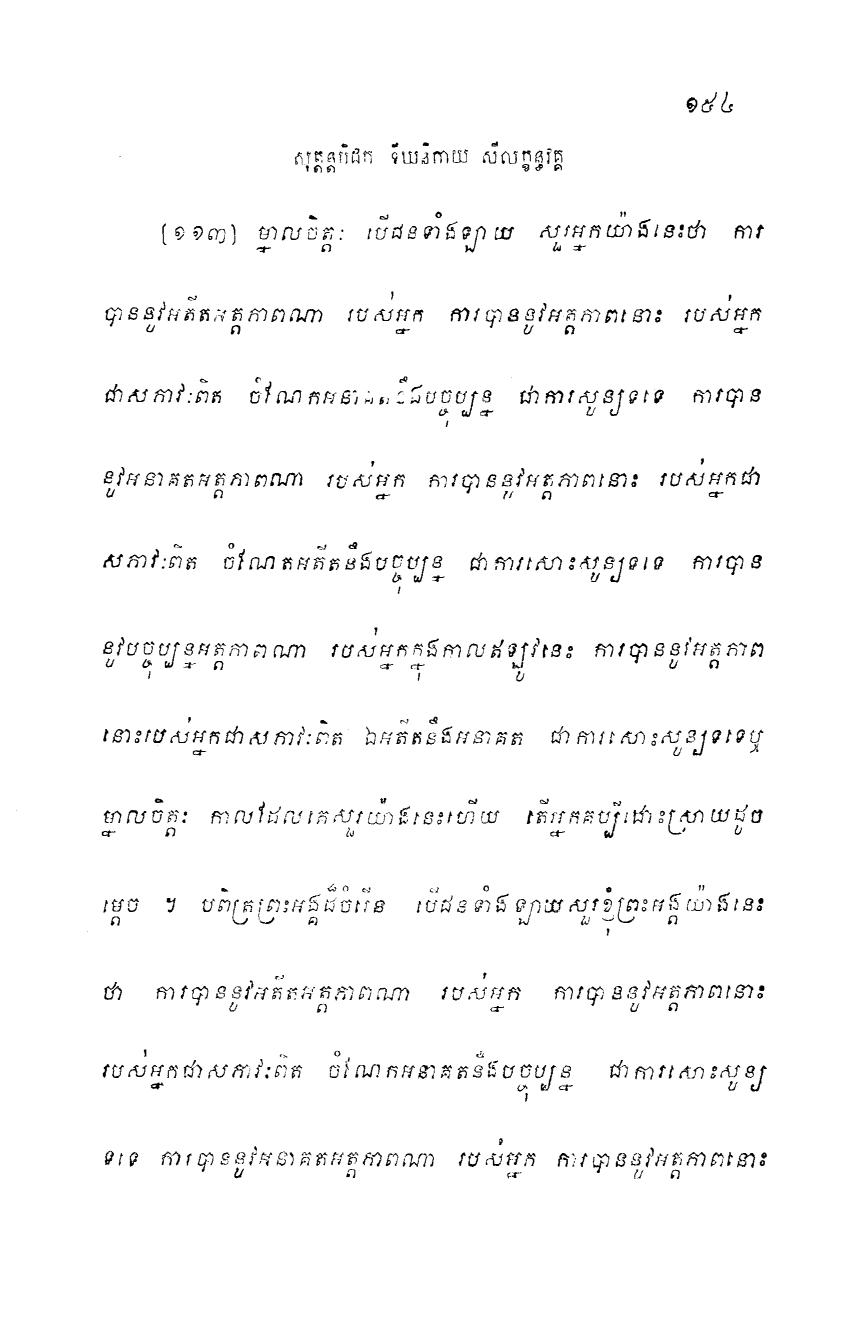 ១៥៤
សុត្តន្តបិដក ទីឃនិកាយ សីលក្ខន្ធវគ្គ
[១១៣] ម្នាលចិត្តៈ បើជនទាំងឡាយ សួរអ្នកយ៉ាងនេះថា ការ
បាននូវអតីតអត្តភាពណា របស់អ្នក ការបាននូវអត្តភាពនោះ របស់អ្នក
ជាសភាវៈពិត ចំណែកអនាគតនឹងបច្ចុប្បន្ន ជាការសូន្យទទេ ការបាន
នូវអនាគតអត្តភាពណា របស់អ្នក ការបាននូវអត្តភាពនោះ របស់អ្នកជា
សភាវៈពិត ចំណែតអតីតនឹងបច្ចុប្បន្ន ជាការសោះសូន្យទទេ ការបាន
នូវបច្ចុប្បន្នអត្តភាពណា របស់អ្នកក្នុងកាលឥឡូវនេះ ការបាននូវអត្តភាព
នោះរបស់អ្នកជាសភាវៈពិត ឯអតីតនឹងអនាគត ជាការសោះសូន្យទទេឬ
ម្នាលចិត្តៈ កាលដែលគេសួរយ៉ាងនេះហើយ តើអ្នកគប្បីដោះស្រាយដូច
ម្តេច ។ បពិត្រព្រះអង្គដ៏ចំរើន បើជនទាំងឡាយសួរខ្ញុំព្រះអង្គយ៉ាងនេះ
ថា ការបាននូវអតីតអត្តភាពណា របស់អ្នក ការបាននូវអត្តភាពនោះ
របស់អ្នកជាសភាវៈពិត ចំណែកអនាគតនឹងបច្ចុប្បន្ន ជាការសោះសូន្យ
ទទេ ការបាននូវអនាគតអត្តភាពណា របស់អ្នក ការបាននូវអត្តភាពនោះ